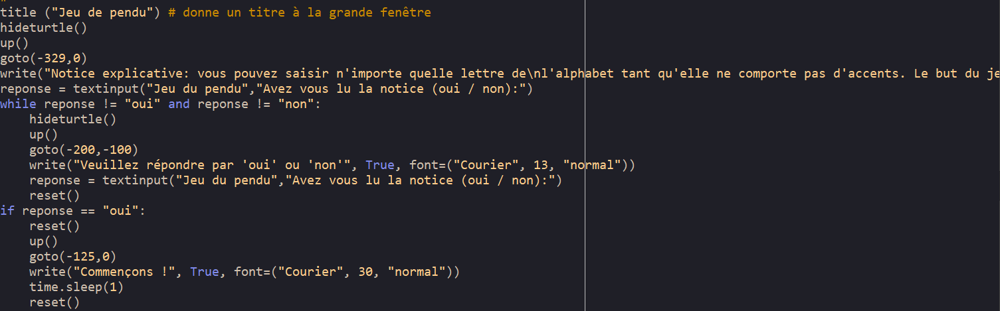 title ("Jeu de pendu") # donne un titre à la grande fenêtre
hideturtle()
up()
goto(-329,0)
write("Notice explicative: vous pouvez saisir n'importe quelle lettre de\nl'alphabet tant qu'elle ne comporte pas d'accents. Le but du je
reponse = textinput("Jeu du pendu","Avez vous lu la notice (oui / non):")
while reponse != "oui" and reponse != "non":
    hideturtle()
    up()
    goto(-200,-100)
    write("Veuillez répondre par 'oui' ou 'non'", True, font=("Courier", 13, "normal"))
    reponse = textinput("Jeu du pendu","Avez vous lu la notice (oui / non):")
    reset()
if reponse == "oui":
    reset()
    up()
    goto(-125,0)
    write("Commençons !", True, font=("Courier", 30, "normal"))
    time.sleep(1)
    reset()